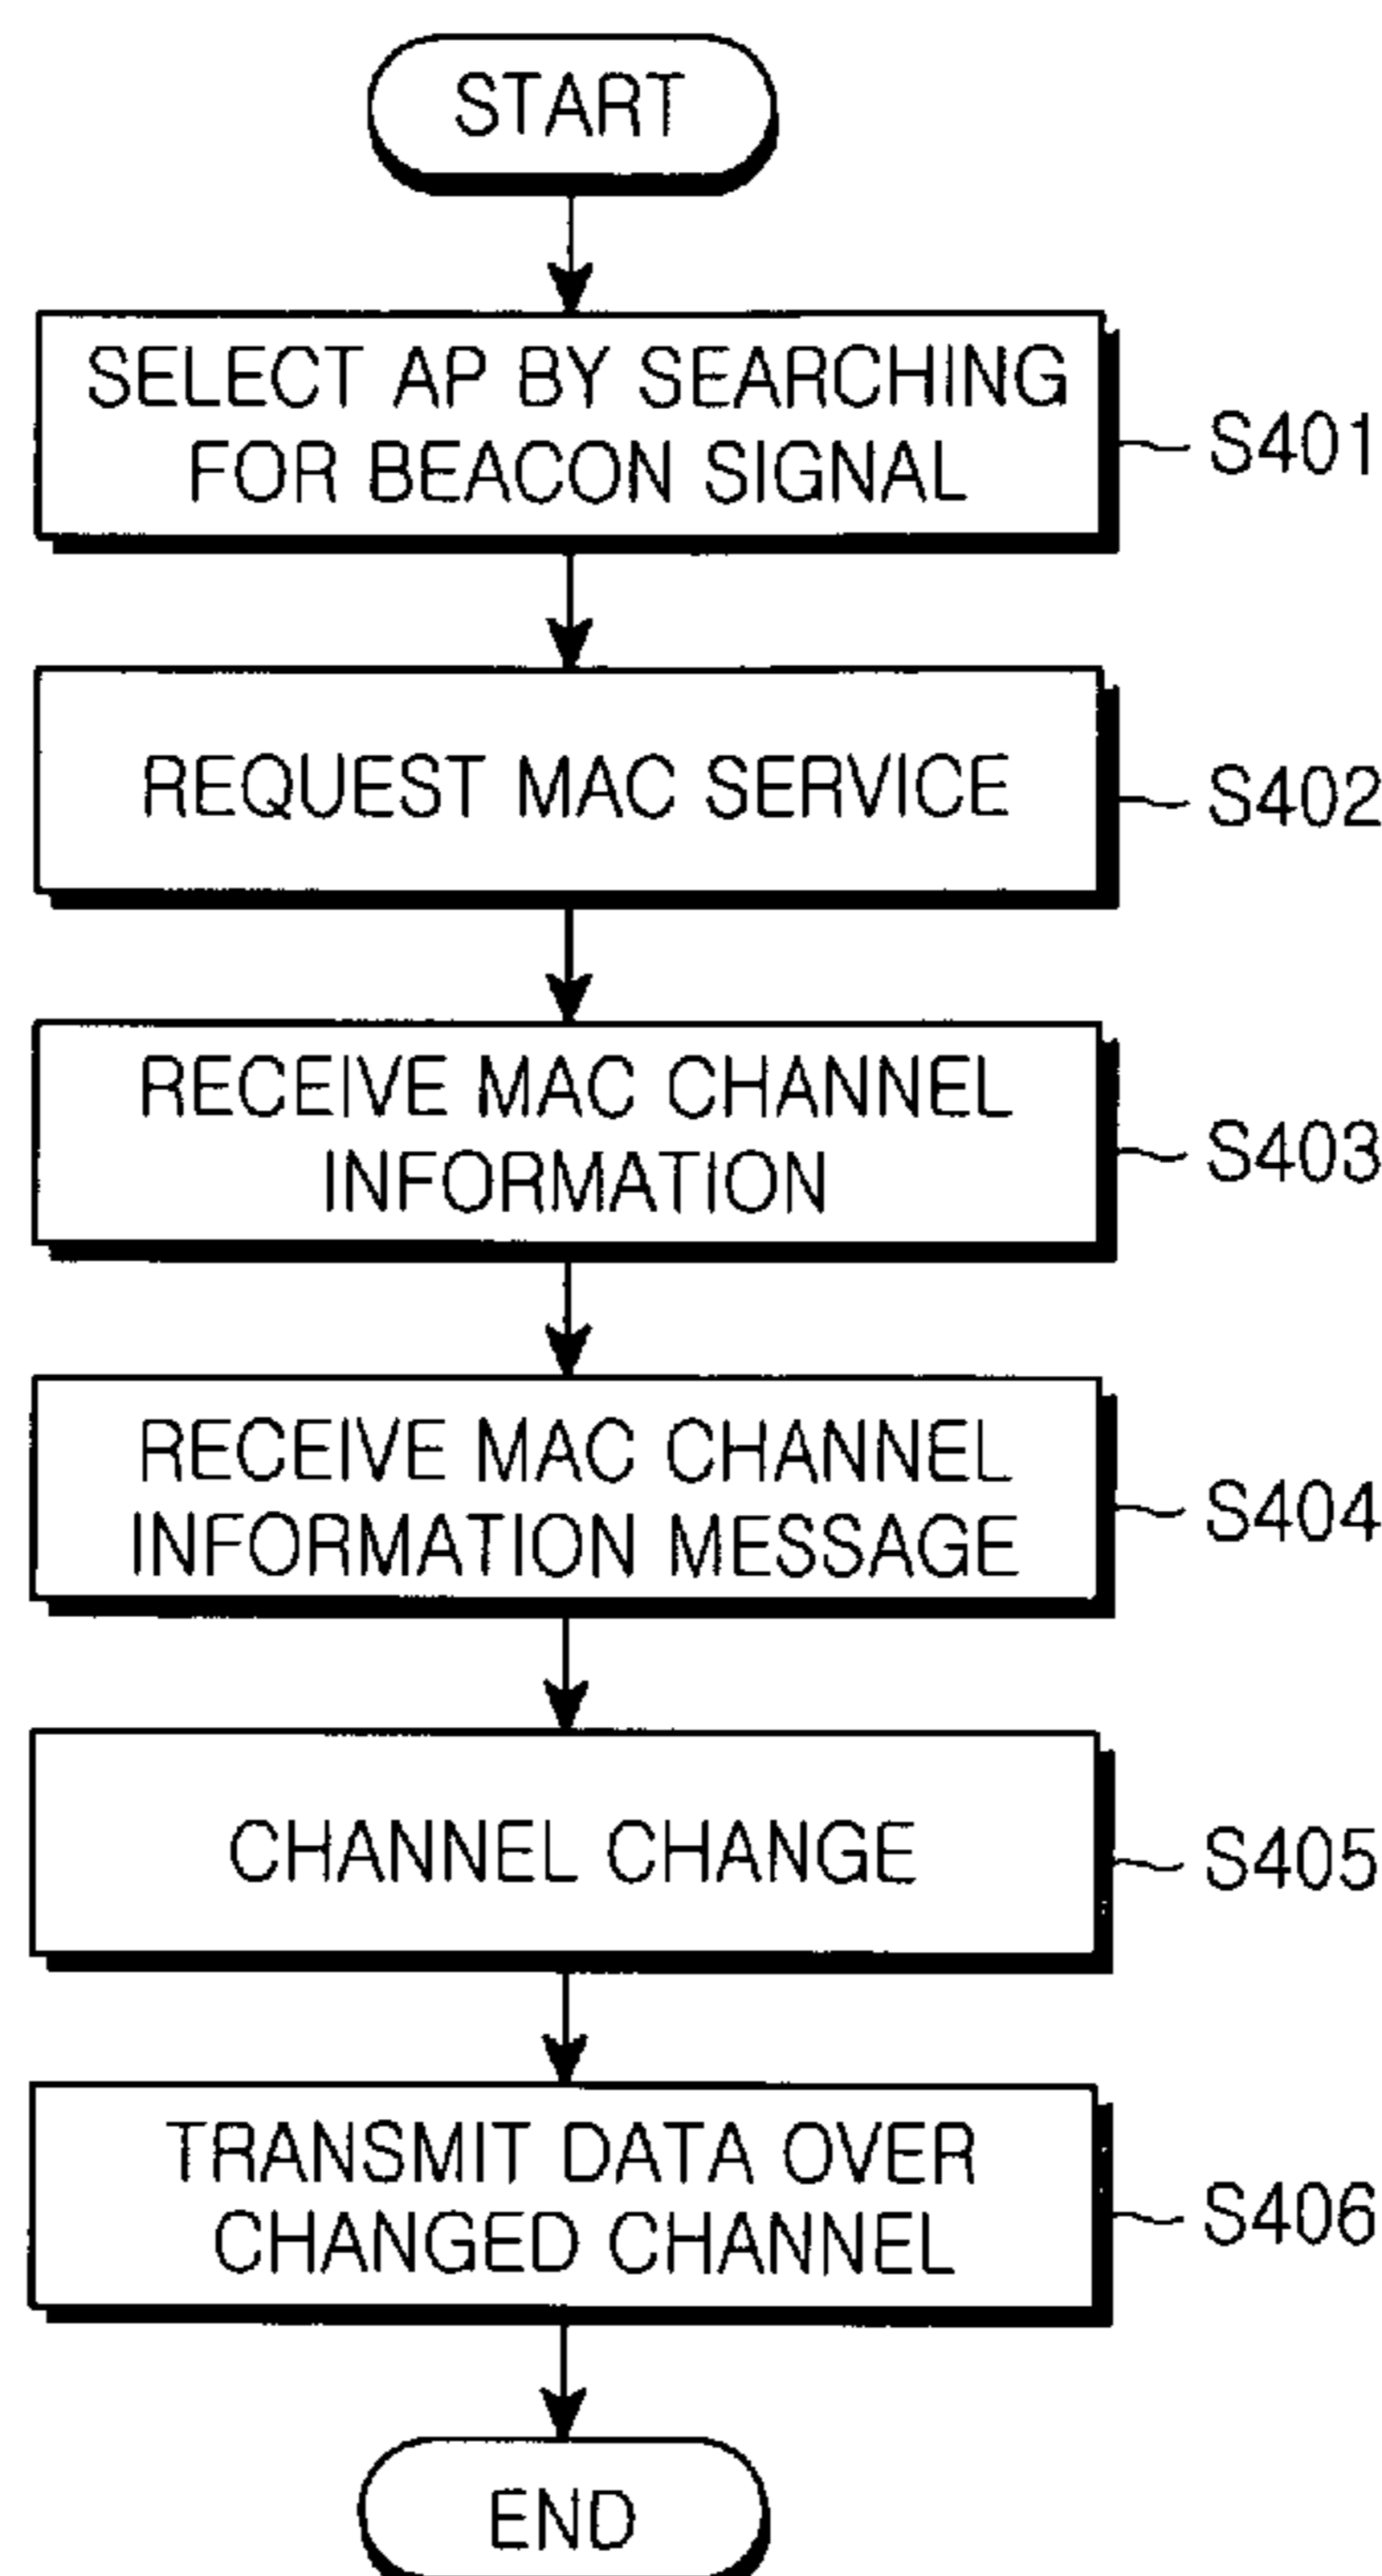 START
SELECT AP BY SEARCHING
FOR BEACON SIGNAL
S401
REQUEST MAC SERVICE
S402
RECEIVE MAC CHANNEL
INFORMATION
S403
RECEIVE MAC CHANNEL
INFORMATION MESSAGE
S404
CHANNEL CHANGE
S405
TRANSMIT DATA OVER
CHANGED CHANNEL
S406
END